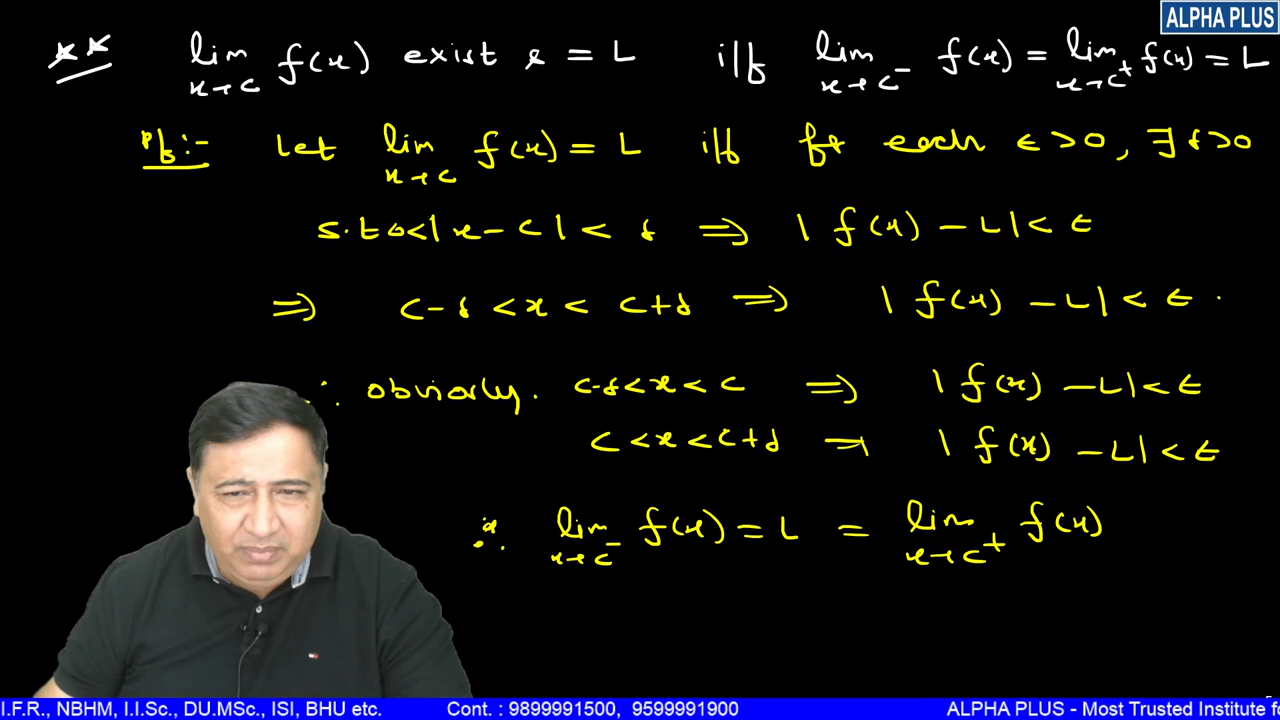 ALPHA PLUS
** lim x→c f(x) exist & = L iff lim x→c⁻ f(x) = lim x→c⁺ f(x) = L
Pf:- Let lim x→c f(x) = L iff for each ϵ > 0, ∃ δ > 0
s.t 0<|x - c| < δ ⇒ | f(x) - L| < ϵ
⇒ c-δ < x < c+δ ⇒ | f(x) - L| < ϵ .
∴ obviously. c-δ<x<c ⇒ | f(x) - L| < ϵ
c < x < c+δ ⇒ | f(x) - L| < ϵ
∴ lim x→c⁻ f(x) = L = lim x→c⁺ f(x)
I.F.R., NBHM, I.I.Sc., DU.MSc., ISI, BHU etc. Cont. : 9899991500, 9599991900 ALPHA PLUS - Most Trusted Institute fo